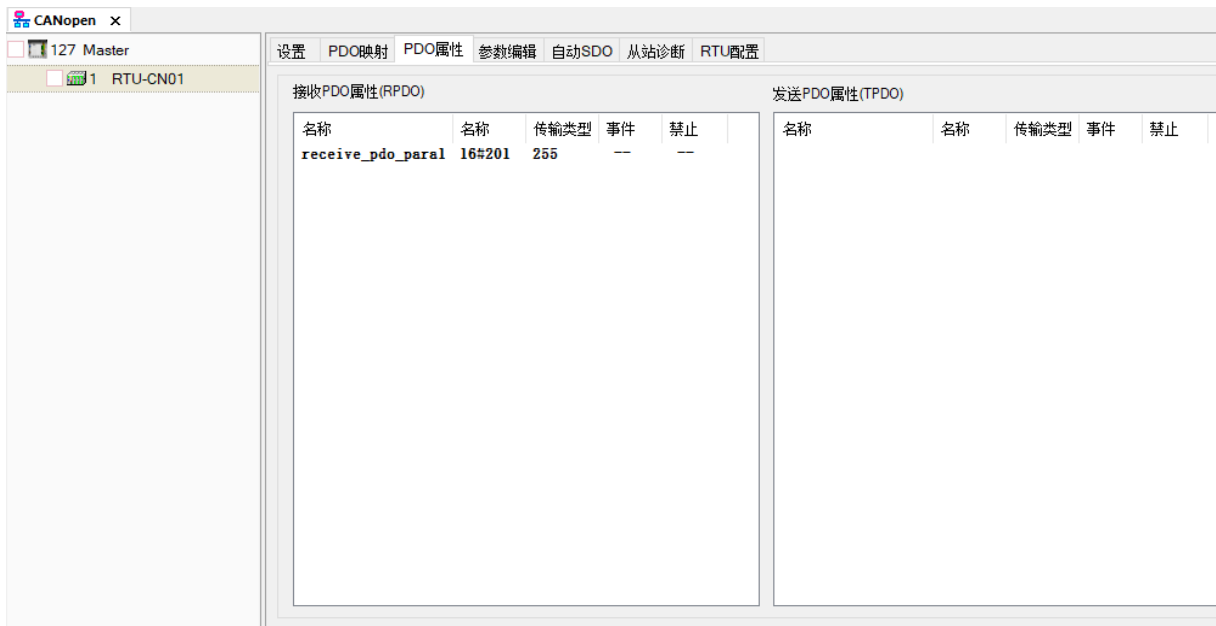 CANopen X
127 Master
1 RTU-CN01
设置 PDO映射 PDO属性 参数编辑 自动SDO 从站诊断 RTU配置
接收PDO属性(RPDO)
名称 名称 传输类型 事件 禁止
receive_pdo_para1 16#201 255 -- --
发送PDO属性(TPDO)
名称 名称 传输类型 事件 禁止